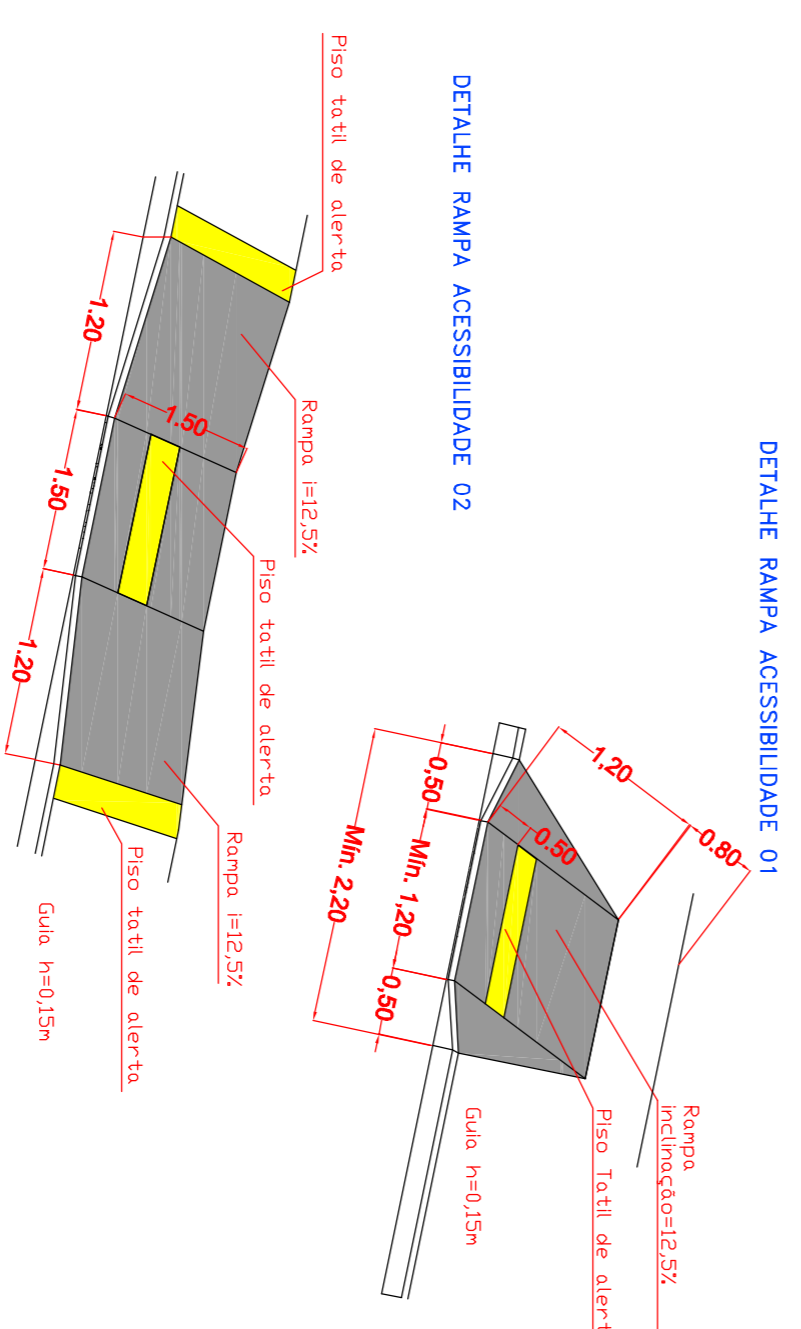 DETALHE RAMPA ACESSIBILIDADE 01
1,20
0.80
0.50
0,50
Mín. 1,20
0,50
Mín. 2,20
Rampa
inclinação=12,5%
Guia h=0,15m
DETALHE RAMPA ACESSIBILIDADE 02
Piso tatil de alerta
Rampa i=12,5%
1.50
Piso tatil de alerta
1.20
1.50
1.20
Rampa i=12,5%
Piso tatil de alerta
Guia h=0,15m
Piso Tatil de alert